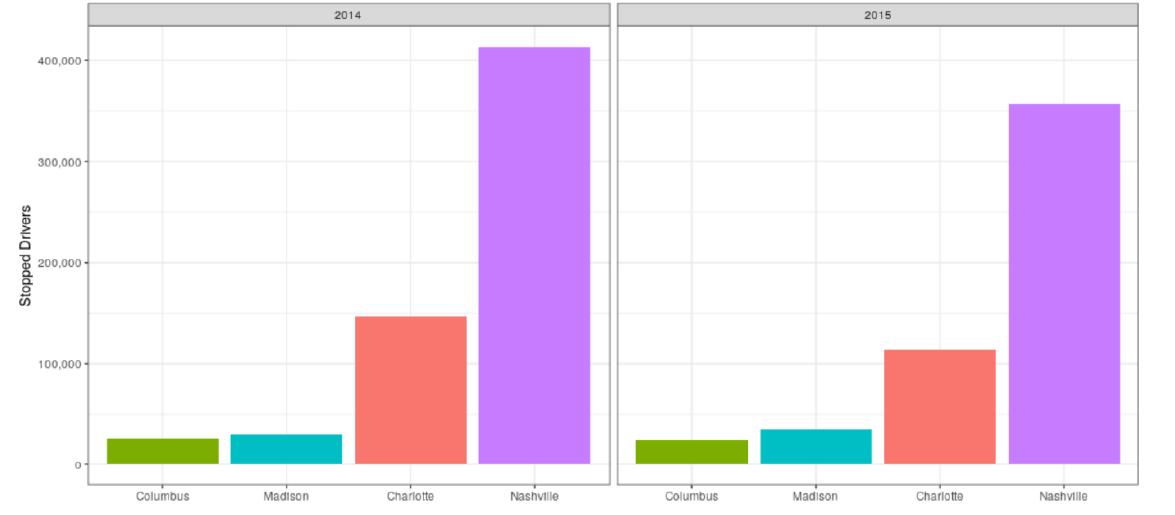 2014
2015
Stopped Drivers
400,000
300,000
200,000
100,000
0
Columbus Madison Charlotte Nashville
Columbus Madison Charlotte Nashville